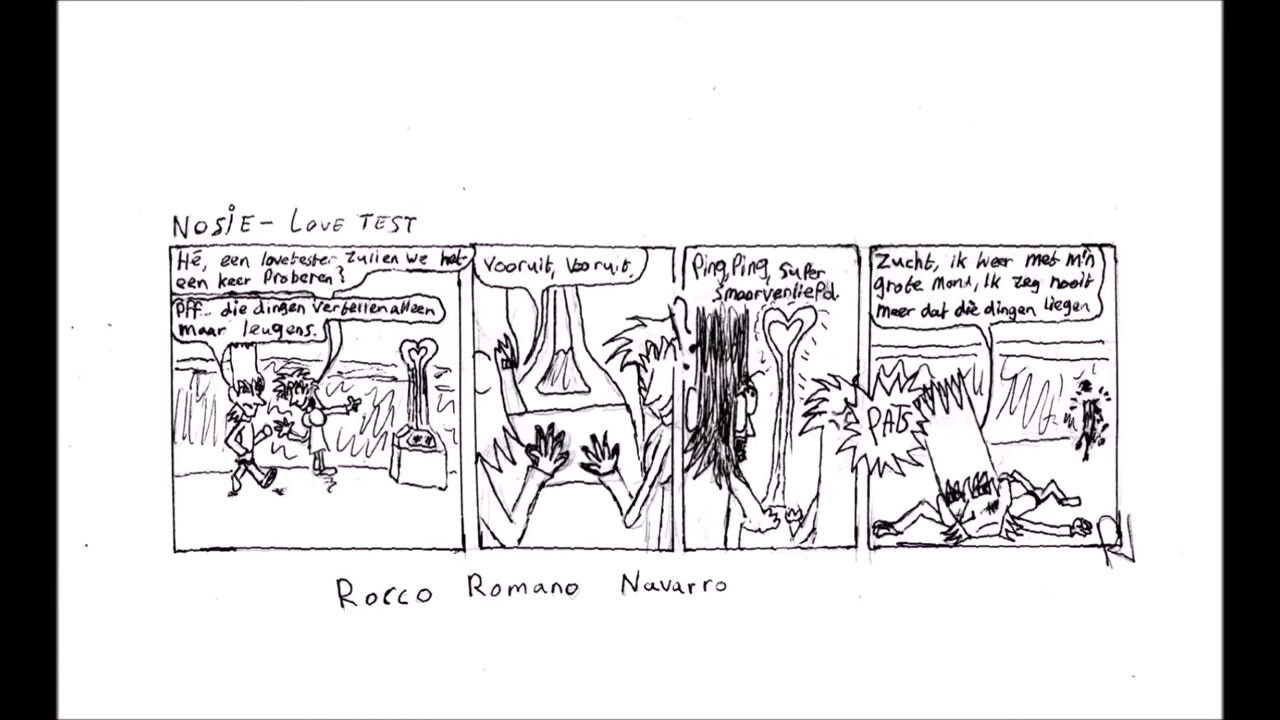 NOSJE - LOVE TEST
Hé, een lovetester zullen we het
een keer proberen?
Pff.. die dingen vertellen alleen
maar leugens.
Vooruit, Vooruit.
Ping, Ping, super
smoorverliefd.
PATS
Zucht, ik weer met m'n
grote mond, ik zeg nooit
meer dat die dingen liegen
Rocco Romano Navarro